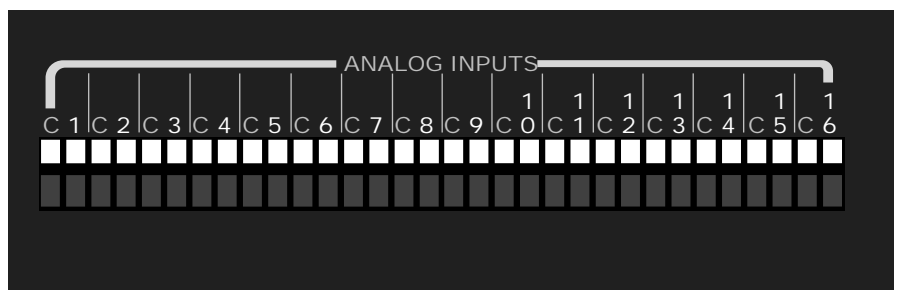 ANALOG INPUTS
1 1 1 1 1 1 1
C 1 C 2 C 3 C 4 C 5 C 6 C 7 C 8 C 9 C 0 C 1 C 2 C 3 C 4 C 5 C 6